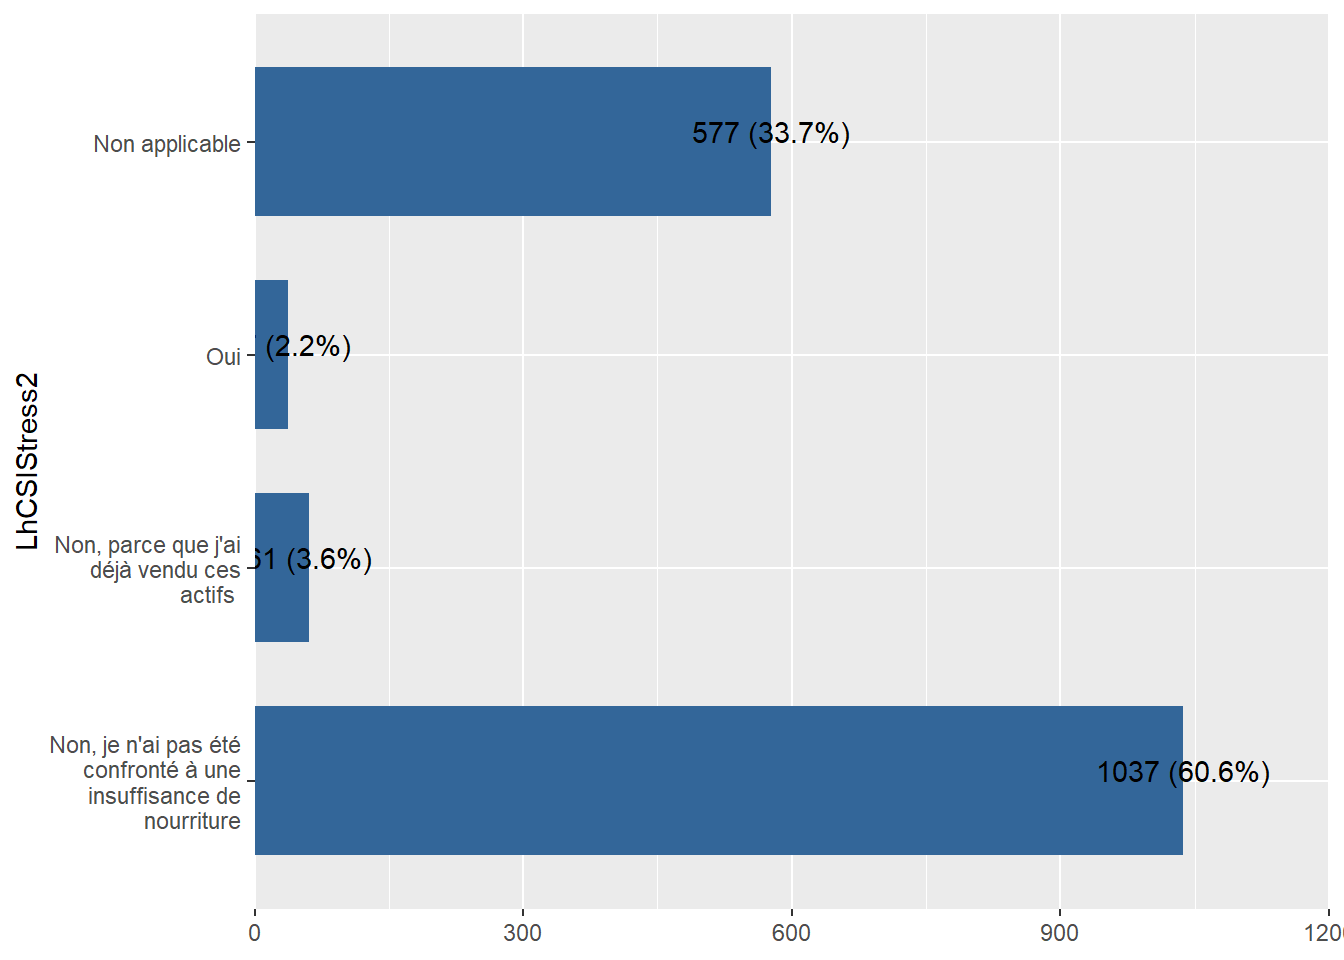 Non applicable
577 (33.7%)
Oui
(2.2%)
Non, parce que j'ai
déjà vendu ces
actifs
61 (3.6%)
Non, je n'ai pas été
confronté à une
insuffisance de
nourriture
1037 (60.6%)
LhCSIStress2
0
300
600
900